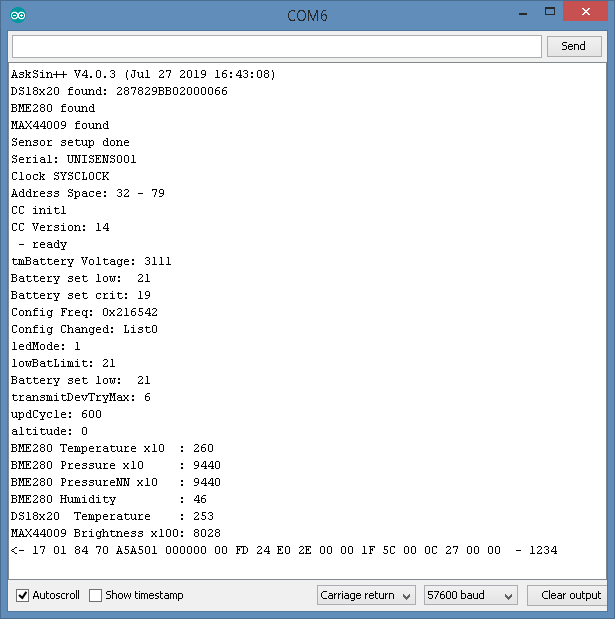 COM6
Send
AskSin++ V4.0.3 (Jul 27 2019 16:43:08)
DS18x20 found: 287829BB02000066
BME280 found
MAX44009 found
Sensor setup done
Serial: UNISENS001
Clock SYSCLOCK
Address Space: 32 - 79
CC init1
CC Version: 14
 - ready
tmBattery Voltage: 3111
Battery set low:  21
Battery set crit: 19
Config Freq: 0x216542
Config Changed: List0
ledMode: 1
lowBatLimit: 21
Battery set low:  21
transmitDevTryMax: 6
updCycle: 600
altitude: 0
BME280 Temperature x10  : 260
BME280 Pressure x10     : 9440
BME280 PressureNN x10   : 9440
BME280 Humidity         : 46
DS18x20  Temperature    : 253
MAX44009 Brightness x100: 8028
<- 17 01 84 70 A5A501 000000 00 FD 24 E0 2E 00 00 1F 5C 00 0C 27 00 00  - 1234
Autoscroll Show timestamp Carriage return 57600 baud Clear output